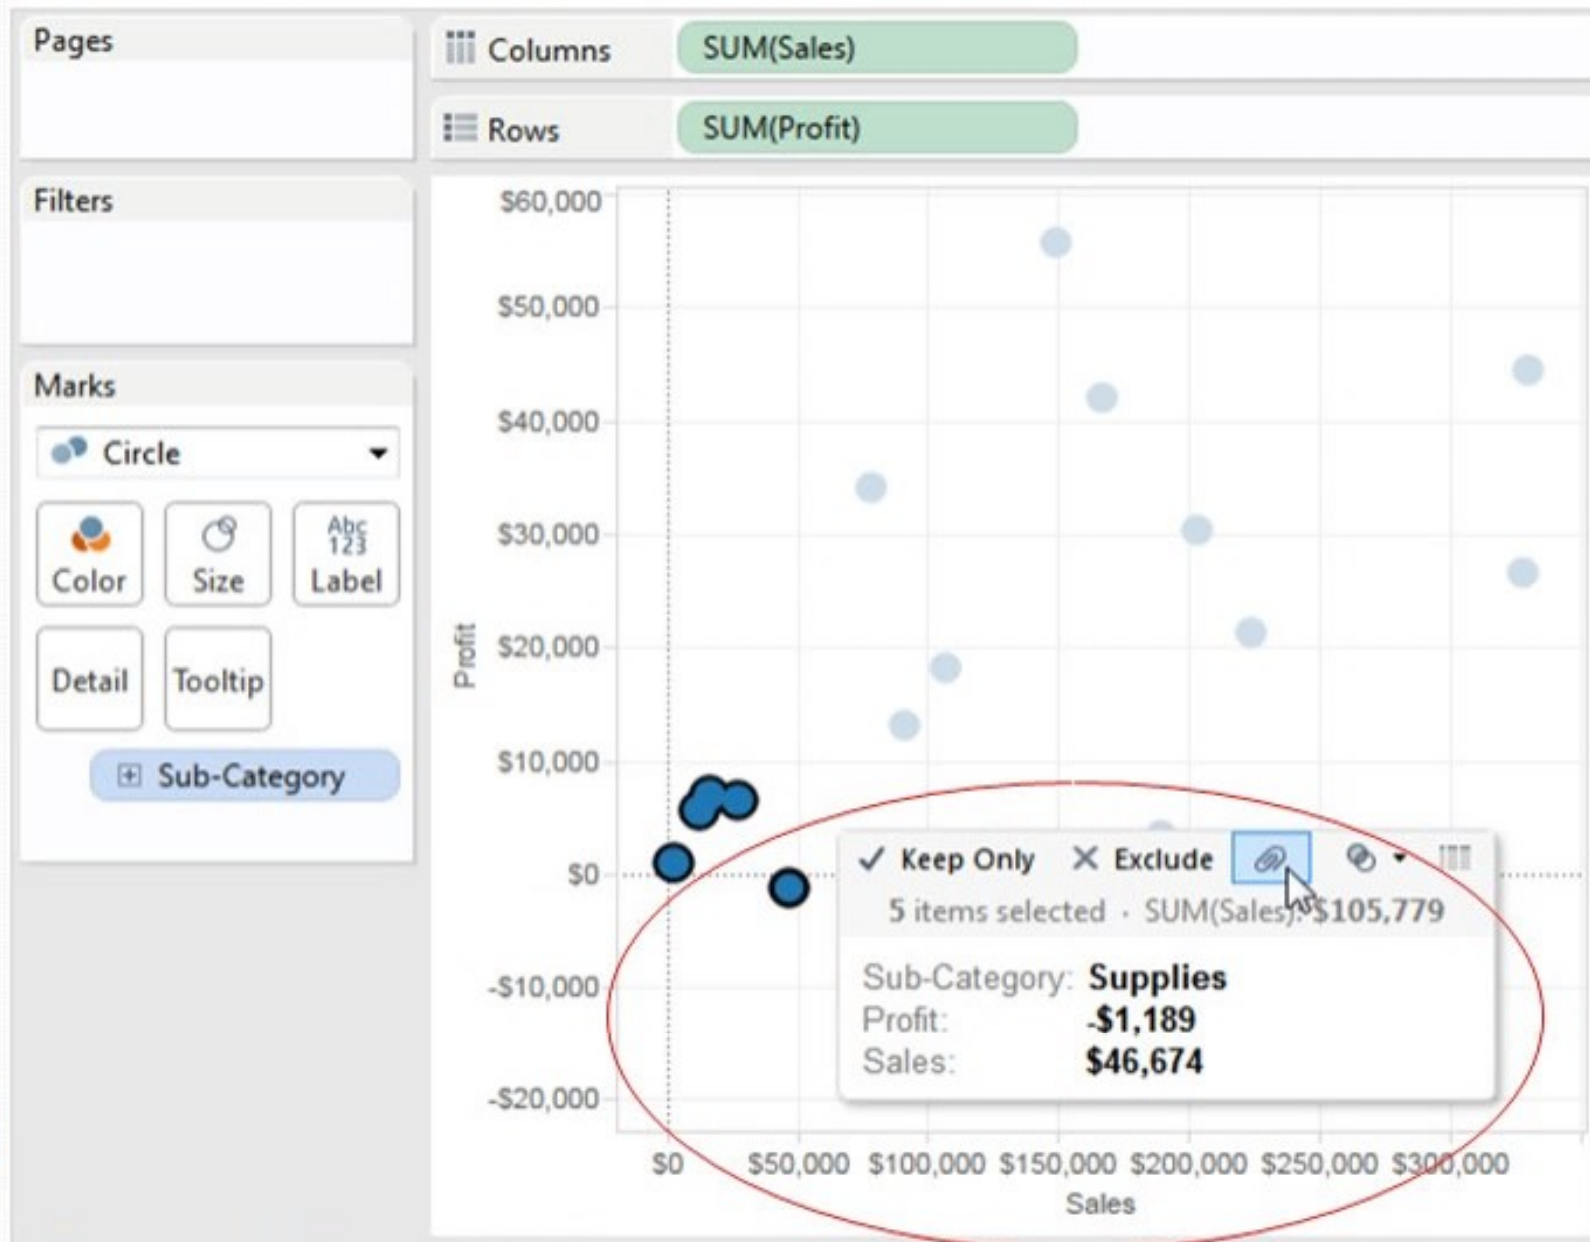 Pages
Columns
SUM(Sales)
Rows
SUM(Profit)
Filters
Marks
Circle
Color
Size
Abc
123
Label
Detail
Tooltip
Sub-Category
Profit
$60,000
$50,000
$40,000
$30,000
$20,000
$10,000
$0
-$10,000
-$20,000
Keep Only
Exclude
5 items selected · SUM(Sales): $105,779
Sub-Category: Supplies
Profit: -$1,189
Sales: $46,674
$0 $50,000 $100,000 $150,000 $200,000 $250,000 $300,000
Sales